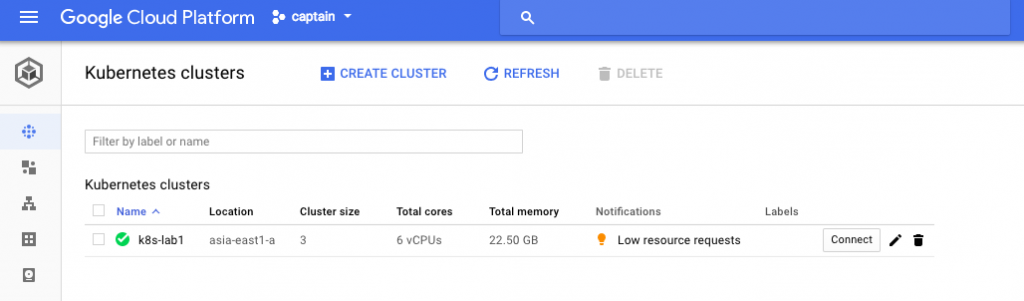 Google Cloud Platform captain
Kubernetes clusters CREATE CLUSTER REFRESH DELETE
Filter by label or name
Kubernetes clusters
Name Location Cluster size Total cores Total memory Notifications Labels
k8s-lab1 asia-east1-a 3 6 vCPUs 22.50 GB Low resource requests Connect